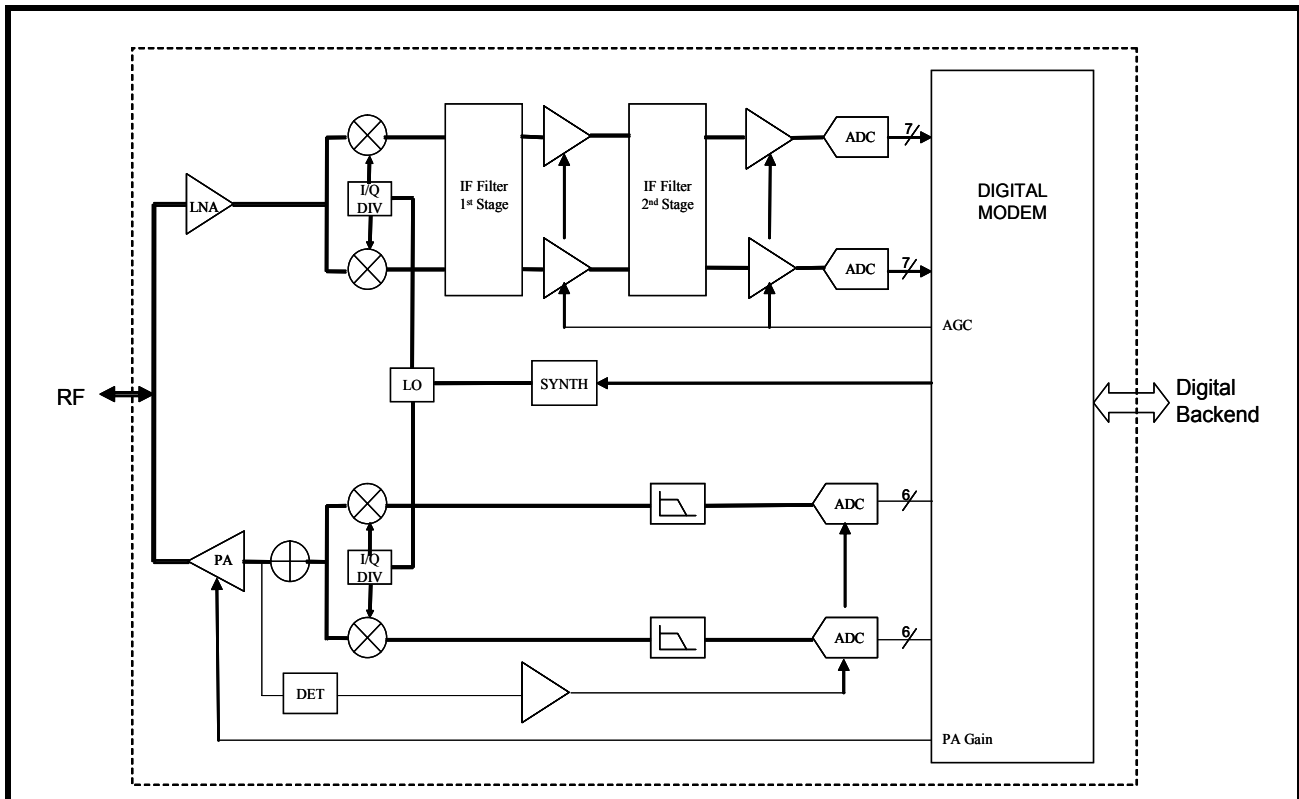 LNA
I/Q
DIV
IF Filter
1st Stage
IF Filter
2nd Stage
ADC
7
ADC
7
DIGITAL
MODEM
AGC
RF
LO
SYNTH
Digital
Backend
PA
I/Q
DIV
ADC
6
ADC
6
DET
PA Gain